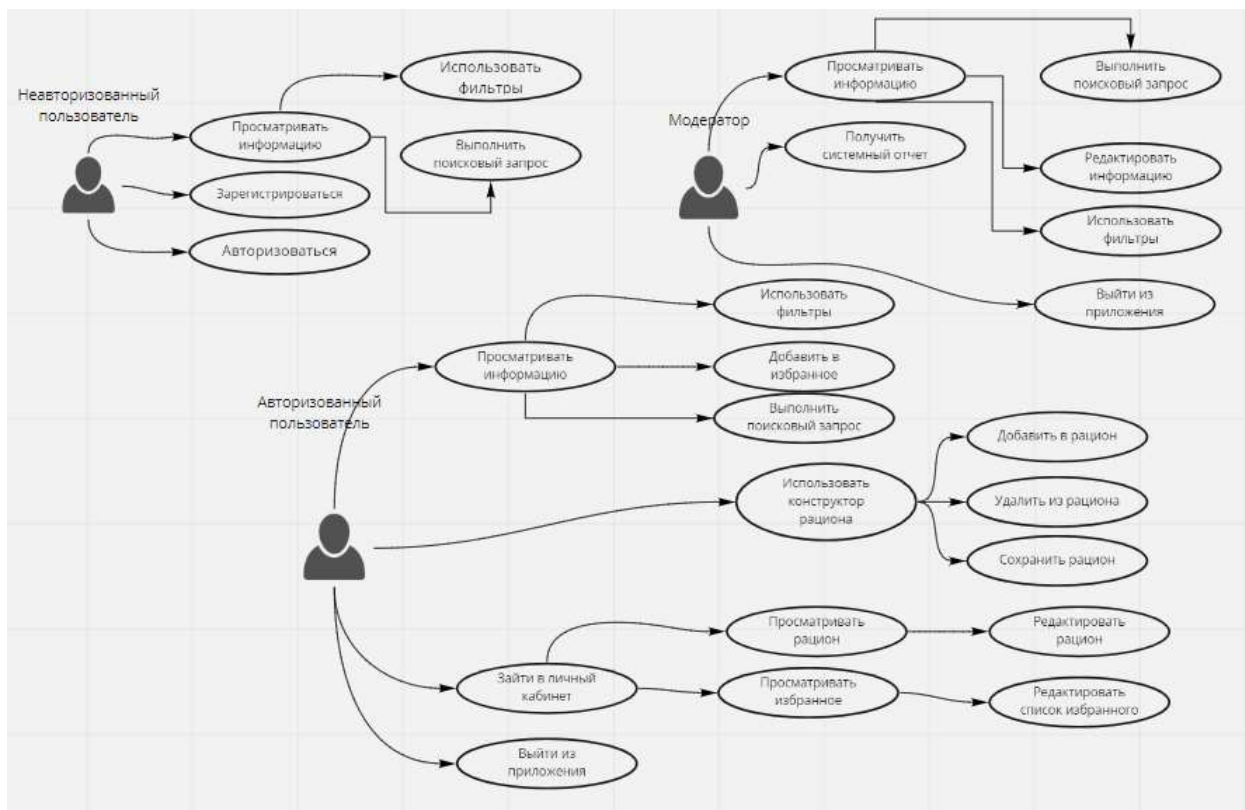 Неавторизованный
пользователь
Просматривать
информацию
Использовать
фильтры
Выполнить
поисковый запрос
Зарегистрироваться
Авторизоваться
Модератор
Просматривать
информацию
Выполнить
поисковый запрос
Получить
системный отчет
Редактировать
информацию
Использовать
фильтры
Выйти из
приложения
Авторизованный
пользователь
Просматривать
информацию
Использовать
фильтры
Добавить в
избранное
Выполнить
поисковый запрос
Использовать
конструктор
рациона
Добавить в рацион
Удалить из рациона
Сохранить рацион
Зайти в личный
кабинет
Просматривать
рацион
Редактировать
рацион
Просматривать
избранное
Редактировать
список избранного
Выйти из
приложения